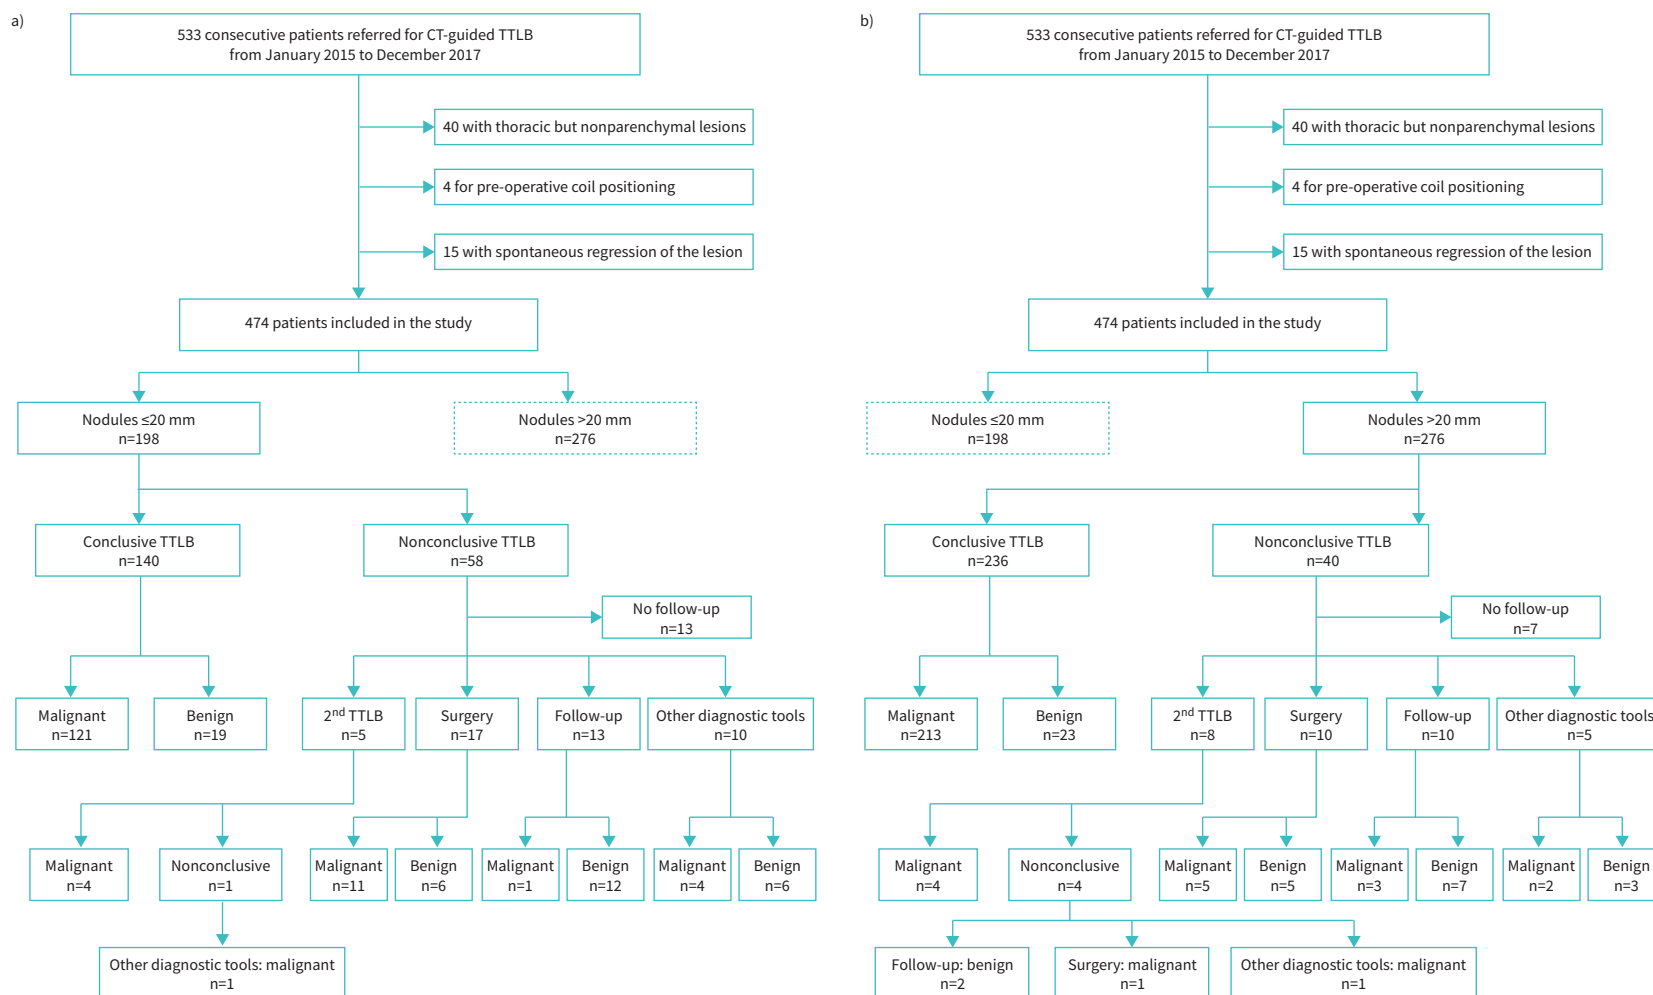 a)
533 consecutive patients referred for CT-guided TTLB
from January 2015 to December 2017
40 with thoracic but nonparenchymal lesions
4 for pre-operative coil positioning
15 with spontaneous regression of the lesion
474 patients included in the study
Nodules ≤20 mm
n=198
Nodules >20 mm
n=276
Conclusive TTLB
n=140
Nonconclusive TTLB
n=58
No follow-up
n=13
Malignant
n=121
Benign
n=19
2nd TTLB
n=5
Surgery
n=17
Follow-up
n=13
Other diagnostic tools
n=10
Malignant
n=4
Nonconclusive
n=1
Malignant
n=11
Benign
n=6
Malignant
n=1
Benign
n=12
Malignant
n=4
Benign
n=6
Other diagnostic tools: malignant
n=1
b)
533 consecutive patients referred for CT-guided TTLB
from January 2015 to December 2017
40 with thoracic but nonparenchymal lesions
4 for pre-operative coil positioning
15 with spontaneous regression of the lesion
474 patients included in the study
Nodules ≤20 mm
n=198
Nodules >20 mm
n=276
Conclusive TTLB
n=236
Nonconclusive TTLB
n=40
No follow-up
n=7
Malignant
n=213
Benign
n=23
2nd TTLB
n=8
Surgery
n=10
Follow-up
n=10
Other diagnostic tools
n=5
Malignant
n=4
Nonconclusive
n=4
Malignant
n=5
Benign
n=5
Malignant
n=3
Benign
n=7
Malignant
n=2
Benign
n=3
Follow-up: benign
n=2
Surgery: malignant
n=1
Other diagnostic tools: malignant
n=1